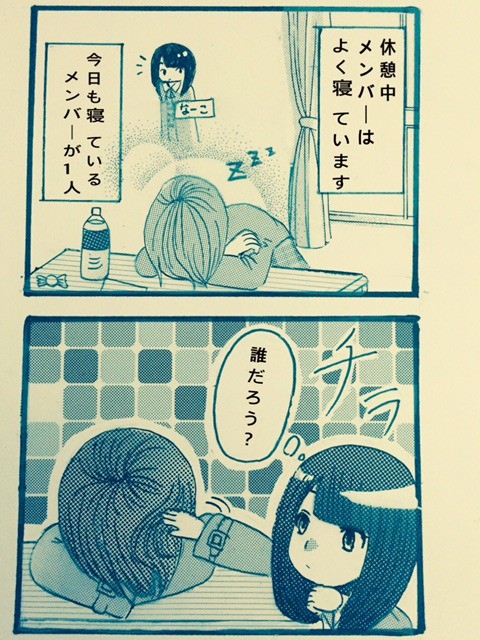 休憩中
メンバーは
よく寝ています
なーこ
今日も寝ている
メンバーが1人
ZZZ
チラ
誰だろう?